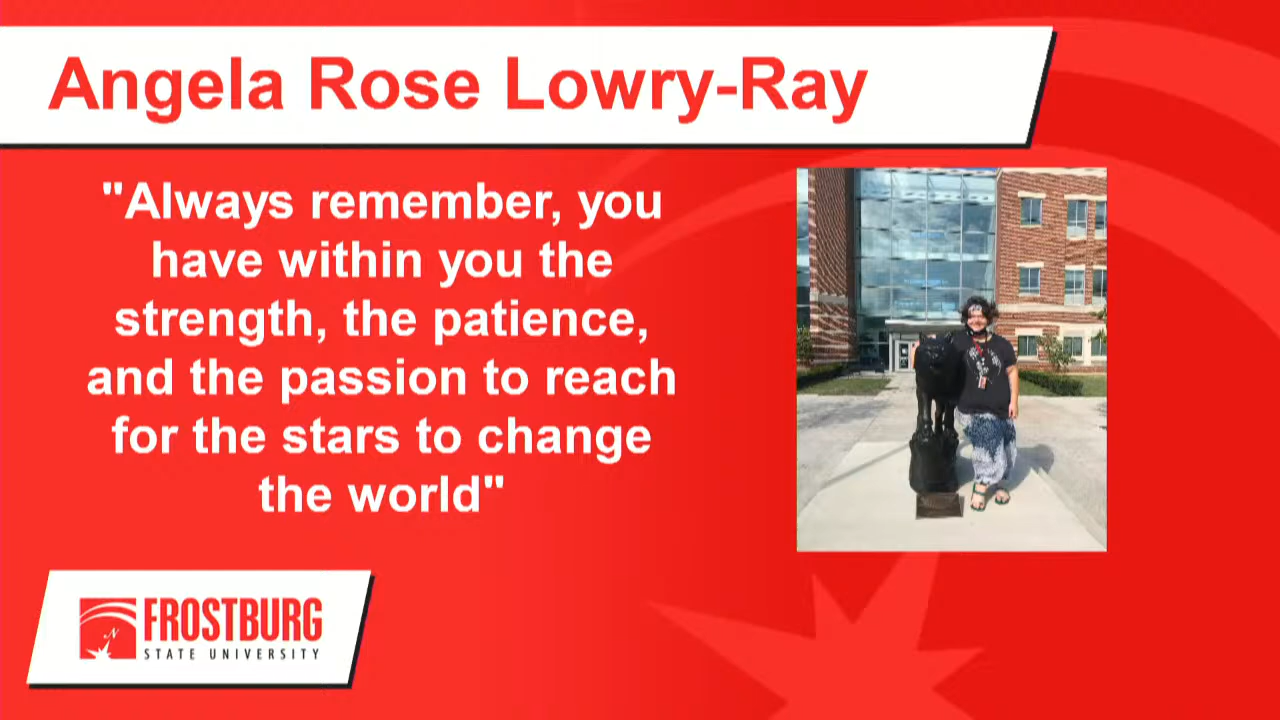 Angela Rose Lowry-Ray
"Always remember, you
have within you the
strength, the patience,
and the passion to reach
for the stars to change
the world"
N
FROSTBURG
STATE UNIVERSITY